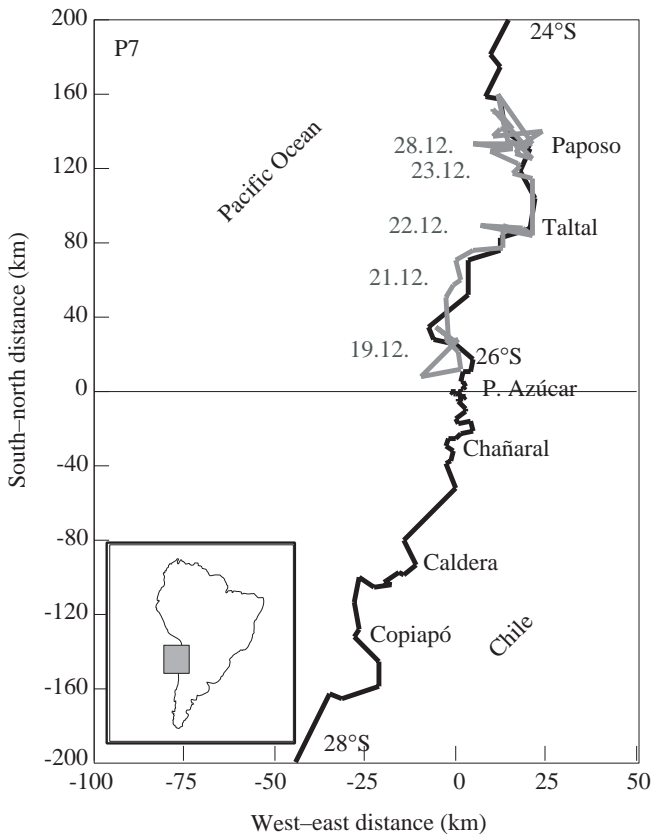 200
24°S
P7
160
Pacific Ocean
28.12.
Paposo
120
23.12.
22.12.
Taltal
80
21.12.
40
19.12.
26°S
0
P. Azúcar
South–north distance (km)
Chañaral
-40
-80
Caldera
-120
Copiapó
Chile
-160
28°S
-200
-100 -75 -50 -25 0 25 50
West–east distance (km)